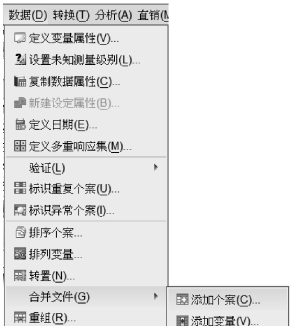 数据(D) 转换(T) 分析(A) 直销(M
定义变量属性(V)...
设置未知测量级别(L)...
复制数据属性(C)...
新建设定属性(B)...
定义日期(E)...
定义多重响应集(M)...
验证(L)
标识重复个案(U)...
标识异常个案(I)...
排序个案...
排列变量...
转置(N)...
合并文件(G)
添加个案(C)...
重组(R)...
添加变量(V)...